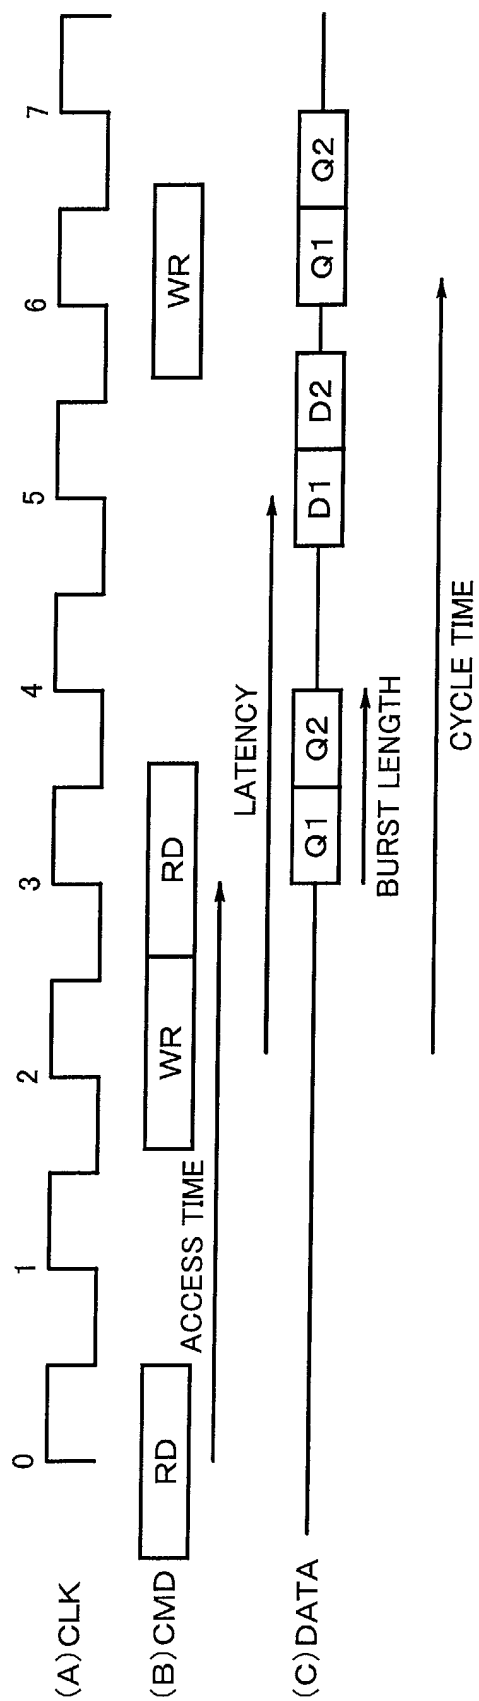 0 1 2 3 4 5 6 7
(A)CLK
(B)CMD RD WR RD WR
ACCESS TIME
LATENCY
(C)DATA Q1 Q2 D1 D2 Q1 Q2
BURST LENGTH
CYCLE TIME